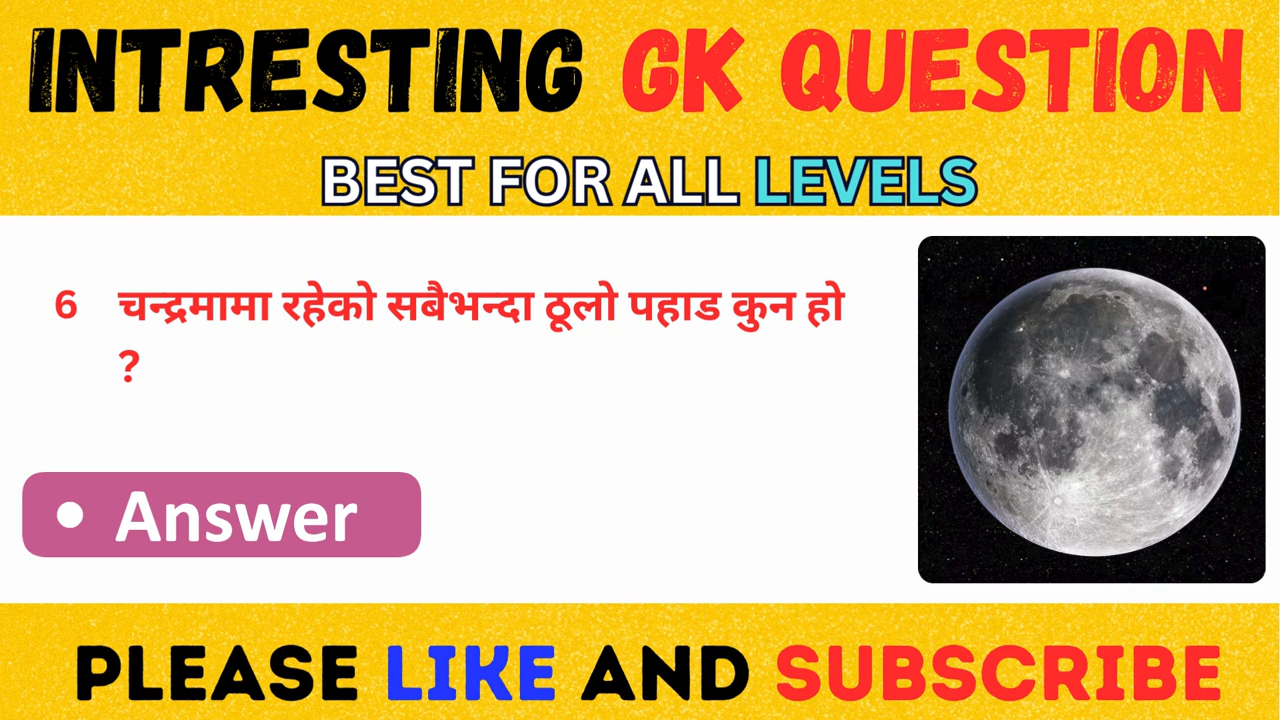 INTRESTING GK QUESTION
BEST FOR ALL LEVELS
6 चन्द्रमामा रहेको सबैभन्दा ठूलो पहाड कुन हो
?
• Answer
PLEASE LIKE AND SUBSCRIBE